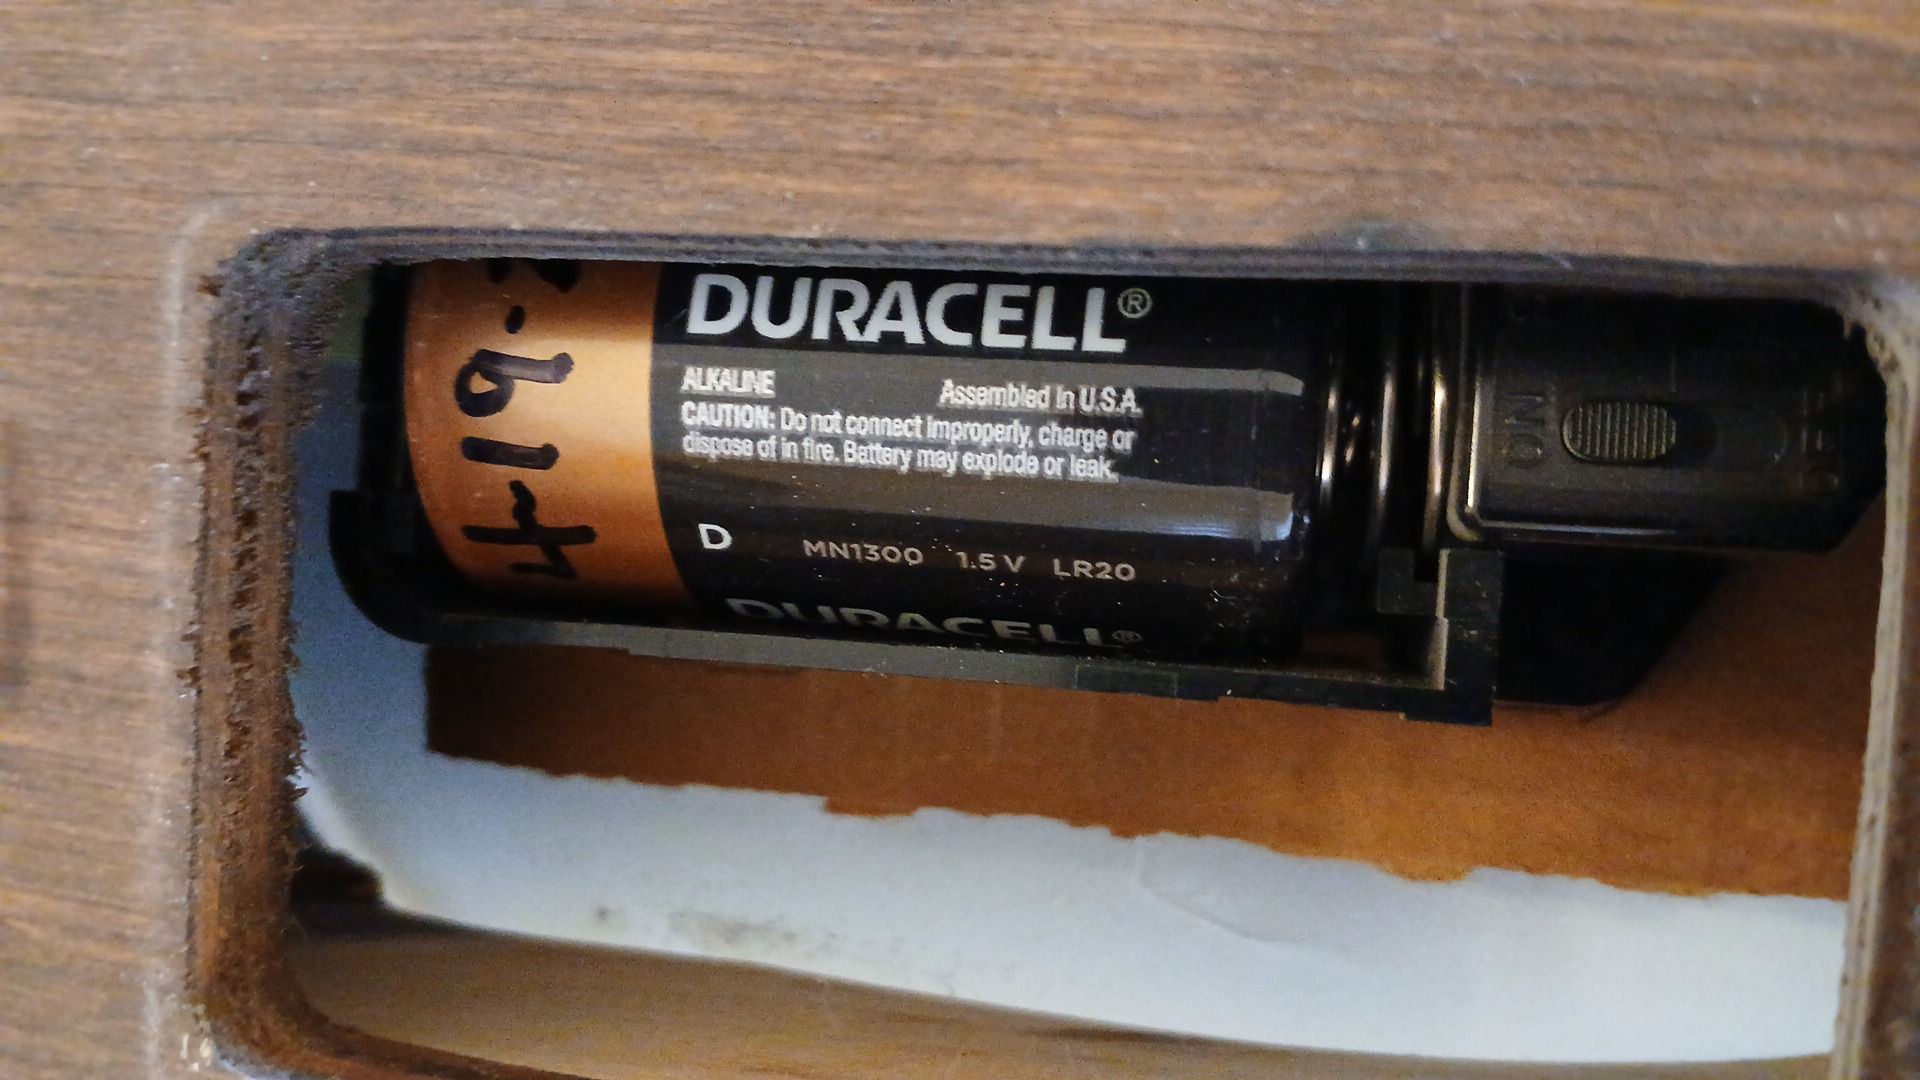 4-19-
DURACELL®
ALKALINE Assembled in U.S.A.
CAUTION: Do not connect improperly, charge or
dispose of in fire. Battery may explode or leak.
D MN1300 1.5 V LR20
DURACELL®
ON